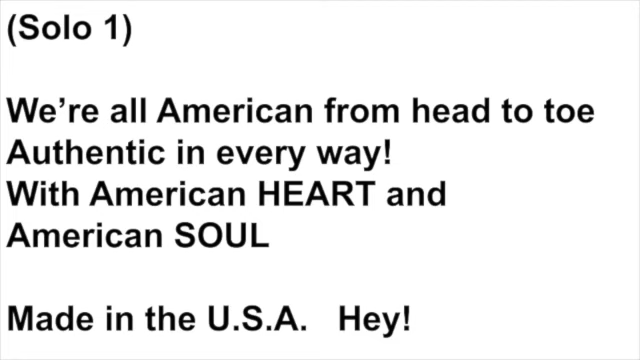 (Solo 1)
We’re all American from head to toe
Authentic in every way!
With American HEART and
American SOUL
Made in the U.S.A.   Hey!